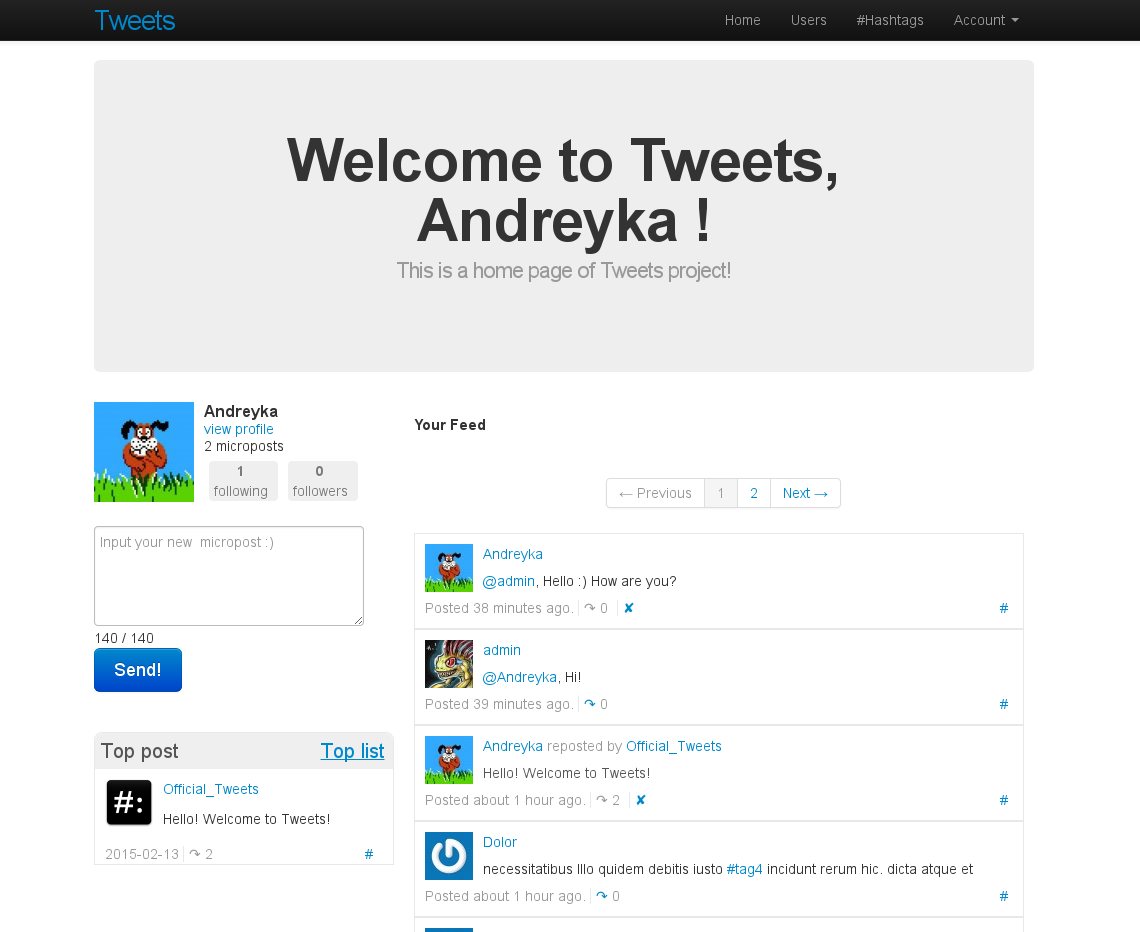 Tweets
Home Users #Hashtags Account
Welcome to Tweets,
Andreyka !
This is a home page of Tweets project!
Andreyka
view profile
2 microposts
1 following
0 followers
Input your new micropost :)
140 / 140
Send!
Top post Top list
#:
Official_Tweets
Hello! Welcome to Tweets!
2015-02-13 ↷ 2 #
Your Feed
← Previous 1 2 Next →
Andreyka
@admin, Hello :) How are you?
Posted 38 minutes ago. ↷ 0 ✘ #
admin
@Andreyka, Hi!
Posted 39 minutes ago. ↷ 0 #
Andreyka reposted by Official_Tweets
Hello! Welcome to Tweets!
Posted about 1 hour ago. ↷ 2 ✘ #
Dolor
necessitatibus Illo quidem debitis iusto #tag4 incidunt rerum hic. dicta atque et
Posted about 1 hour ago. ↷ 0 #